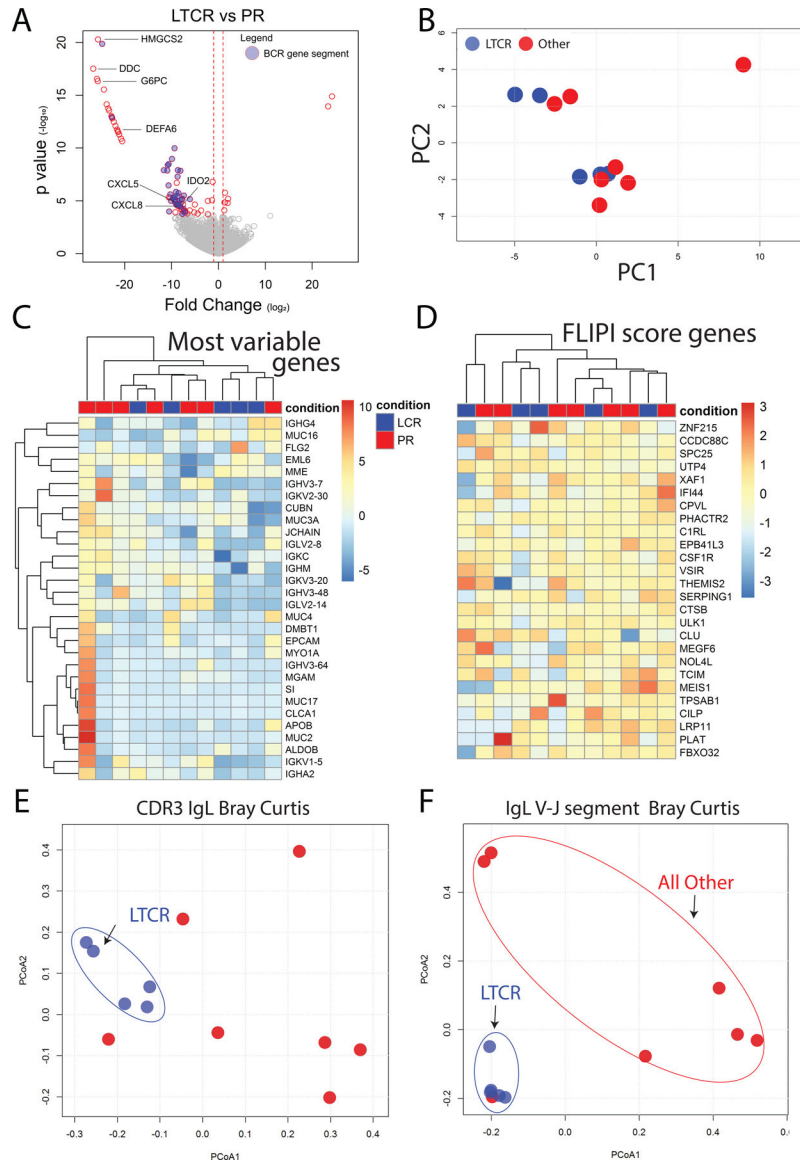 A
LTCR vs PR
HMGCS2
DDC
G6PC
DEFA6
CXCL5
CXCL8
IDO2
Legend
BCR gene segment
p value (-log10)
20
15
10
5
0
-20
-10
0
10
20
Fold Change (log2)
B
LTCR
Other
PC2
6
4
2
0
-2
-4
-5
0
5
10
PC1
C
Most variable
genes
condition
IGHG4
MUC16
FLG2
EML6
MME
IGHV3-7
IGKV2-30
CUBN
MUC3A
JCHAIN
IGLV2-8
IGKC
IGHM
IGKV3-20
IGHV3-48
IGLV2-14
MUC4
DMBT1
EPCAM
MYO1A
IGHV3-64
MGAM
SI
MUC17
CLCA1
APOB
MUC2
ALDOB
IGKV1-5
IGHA2
10
5
0
-5
condition
LCR
PR
D
FLIPI score genes
condition
ZNF215
CCDC88C
SPC25
UTP4
XAF1
IFI44
CPVL
PHACTR2
C1RL
EPB41L3
CSF1R
VSIR
THEMIS2
SERPING1
CTSB
ULK1
CLU
MEGF6
NOL4L
TCIM
MEIS1
TPSAB1
CILP
LRP11
PLAT
FBXO32
3
2
1
0
-1
-2
-3
E
CDR3 IgL Bray Curtis
LTCR
PCoA2
0.4
0.3
0.2
0.1
0.0
-0.1
-0.2
-0.3
-0.2
-0.1
0.0
0.1
0.2
0.3
0.4
PCoA1
F
IgL V-J segment Bray Curtis
All Other
LTCR
PCoA2
0.4
0.2
0.0
-0.2
-0.2
0.0
0.2
0.4
0.6
PCoA1